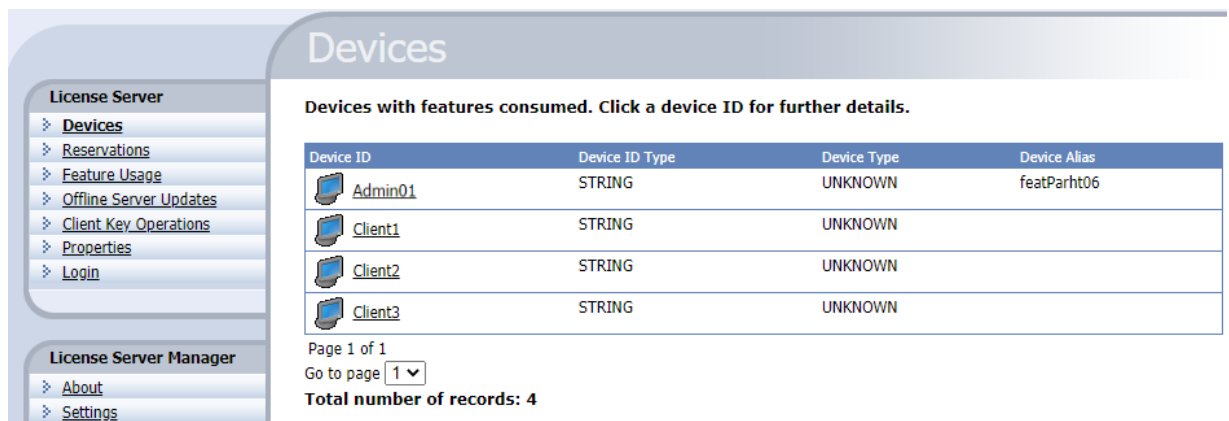 Devices
License Server
Devices
Reservations
Feature Usage
Offline Server Updates
Client Key Operations
Properties
Login
License Server Manager
About
Settings
Devices with features consumed. Click a device ID for further details.
Device ID Device ID Type Device Type Device Alias
Admin01 STRING UNKNOWN featParht06
Client1 STRING UNKNOWN
Client2 STRING UNKNOWN
Client3 STRING UNKNOWN
Page 1 of 1
Go to page 1
Total number of records: 4